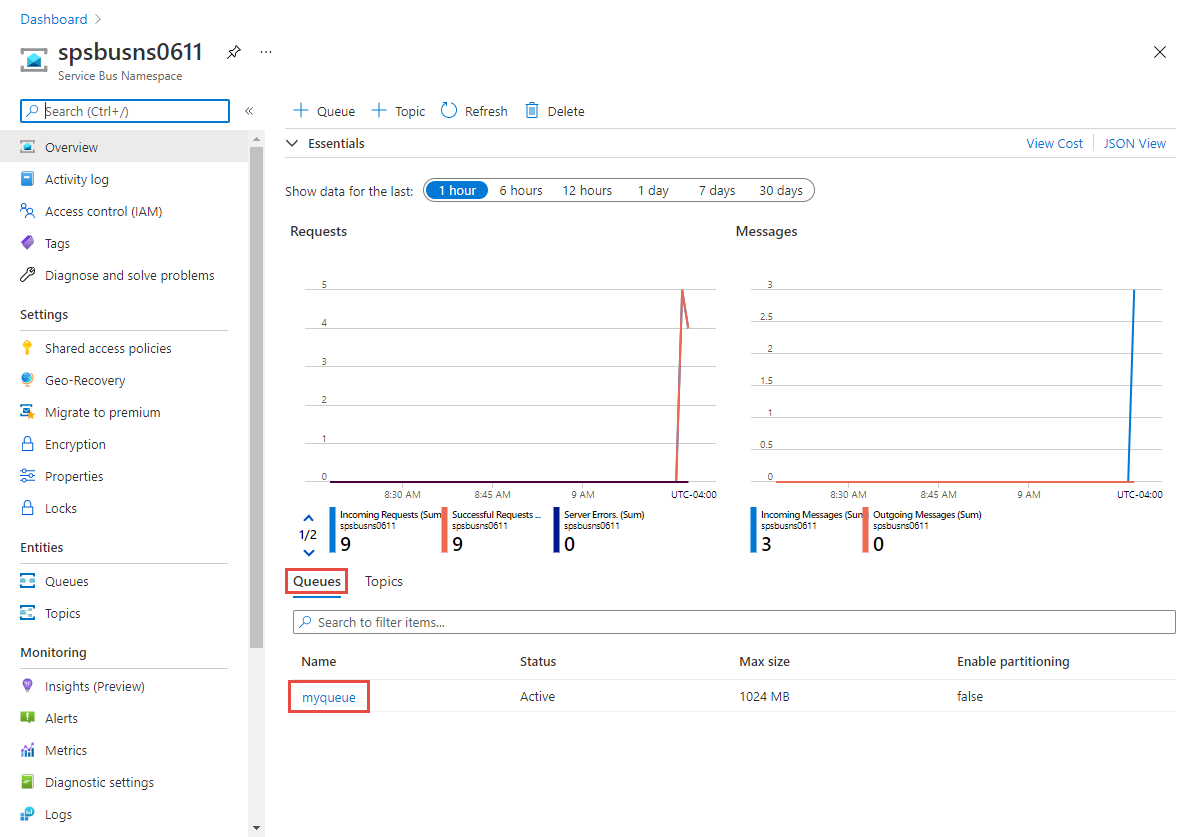 Dashboard
spsbusns0611
Service Bus Namespace
Search (Ctrl+/)
Overview
Activity log
Access control (IAM)
Tags
Diagnose and solve problems
Settings
Shared access policies
Geo-Recovery
Migrate to premium
Encryption
Properties
Locks
Entities
Queues
Topics
Monitoring
Insights (Preview)
Alerts
Metrics
Diagnostic settings
Logs
Queue Topic Refresh Delete
Essentials View Cost JSON View
Show data for the last: 1 hour 6 hours 12 hours 1 day 7 days 30 days
Requests
5
4
3
2
1
0
8:30 AM 8:45 AM 9 AM UTC-04:00
1/2
Incoming Requests (Sum)
spsbusns0611
9
Successful Requests ...
spsbusns0611
9
Server Errors. (Sum)
spsbusns0611
0
Messages
3
2.5
2
1.5
1
0.5
0
8:30 AM 8:45 AM 9 AM UTC-04:00
Incoming Messages (Sum)
spsbusns0611
3
Outgoing Messages (Sum)
spsbusns0611
0
Queues Topics
Search to filter items...
Name Status Max size Enable partitioning
myqueue Active 1024 MB false